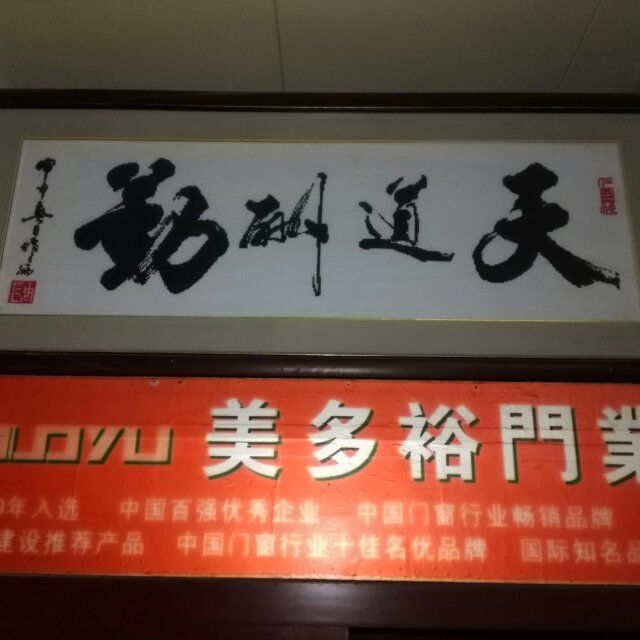 天道酬勤
美多裕門業
年入选 中国百强优秀企业 中国门窗行业畅销品牌
建设推荐产品 中国门窗行业十佳名优品牌 国际知名品